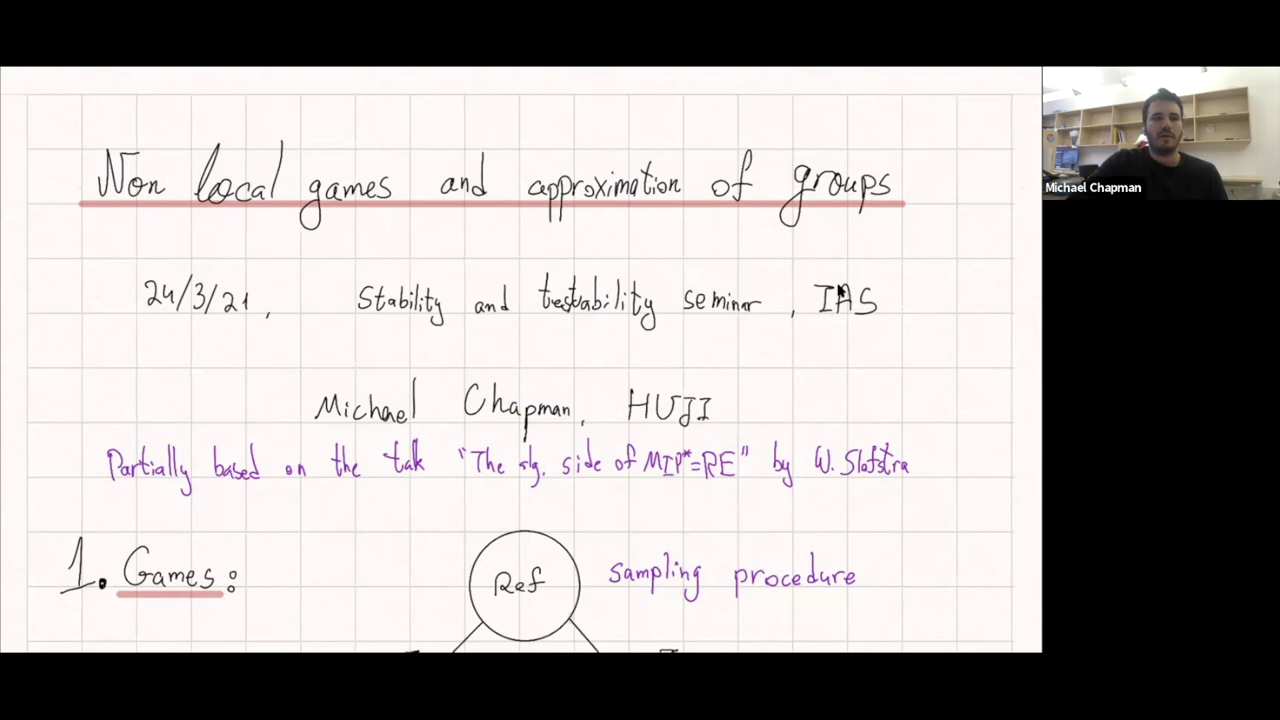 Non local games and approximation of groups
24/3/21, Stability and testability seminar, IAS
Michael Chapman, HUJI
Partially based on the talk "The alg. side of MIP*=RE" by W. Slofstra
1. Games:
Ref
sampling procedure
Michael Chapman